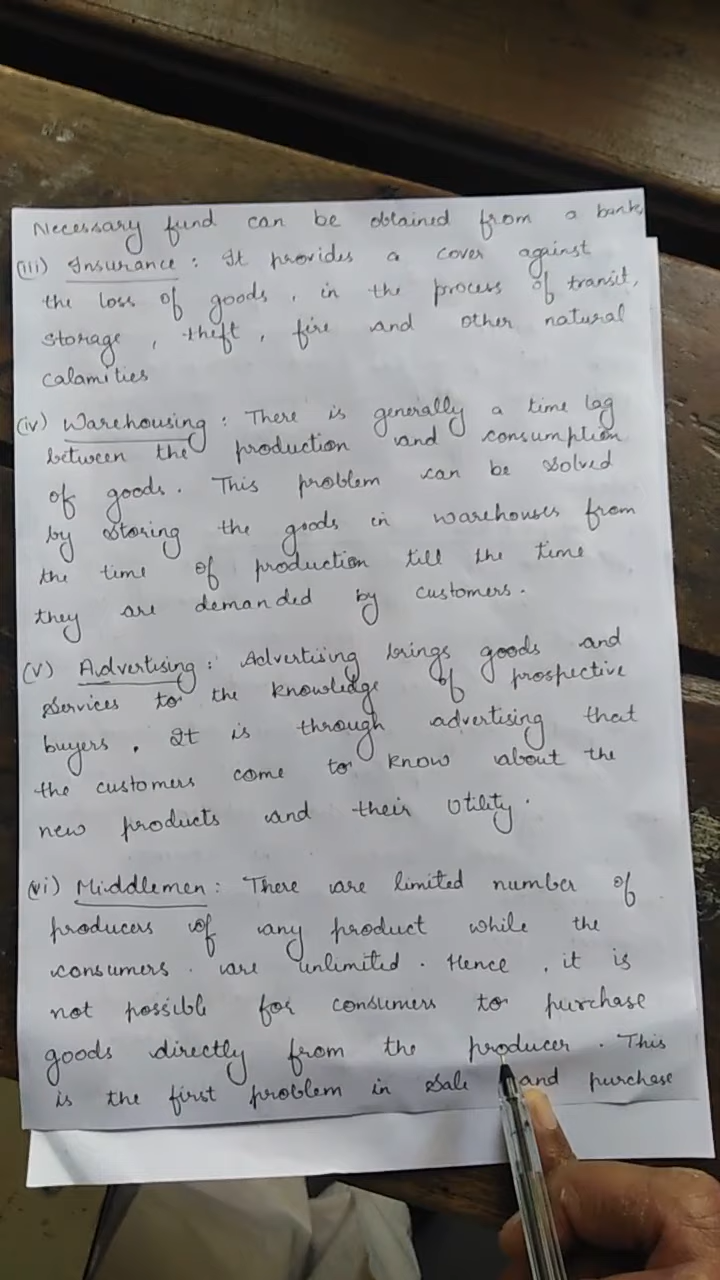 Necessary fund can be obtained from a bank,
(iii) Insurance : It provides a cover against
the loss of goods, in the process of transit,
storage, theft, fire and other natural
calamities
(iv) Warehousing : There is generally a time lag
between the production and consumption
of goods. This problem can be solved
by storing the goods in warehouses from
the time of production till the time
they are demanded by customers.
(v) Advertising : Advertising brings goods and
services to the knowledge of prospective
buyers. It is through advertising that
the customers come to know about the
new products and their utility.
(vi) Middlemen : There are limited number of
producers of any product while the
consumers . are unlimited. Hence, it is
not possible for consumers to purchase
goods directly from the producer. This
is the first problem in sale and purchase